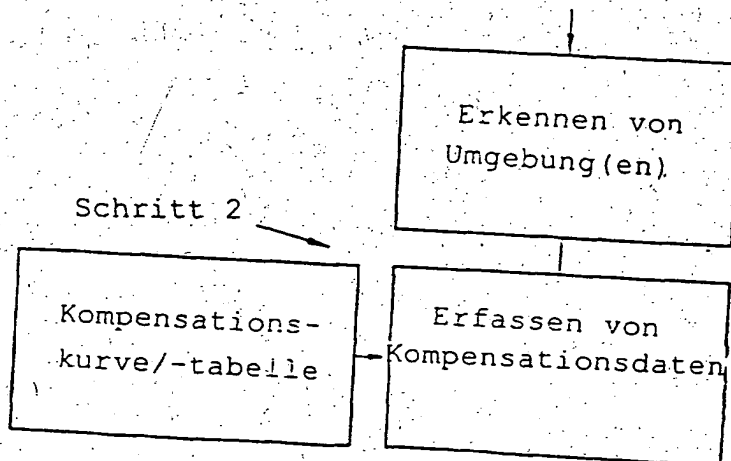 Erkennen von
Umgebung(en)
Schritt 2
Kompensations-
kurve/-tabelle
Erfassen von
Kompensationsdaten